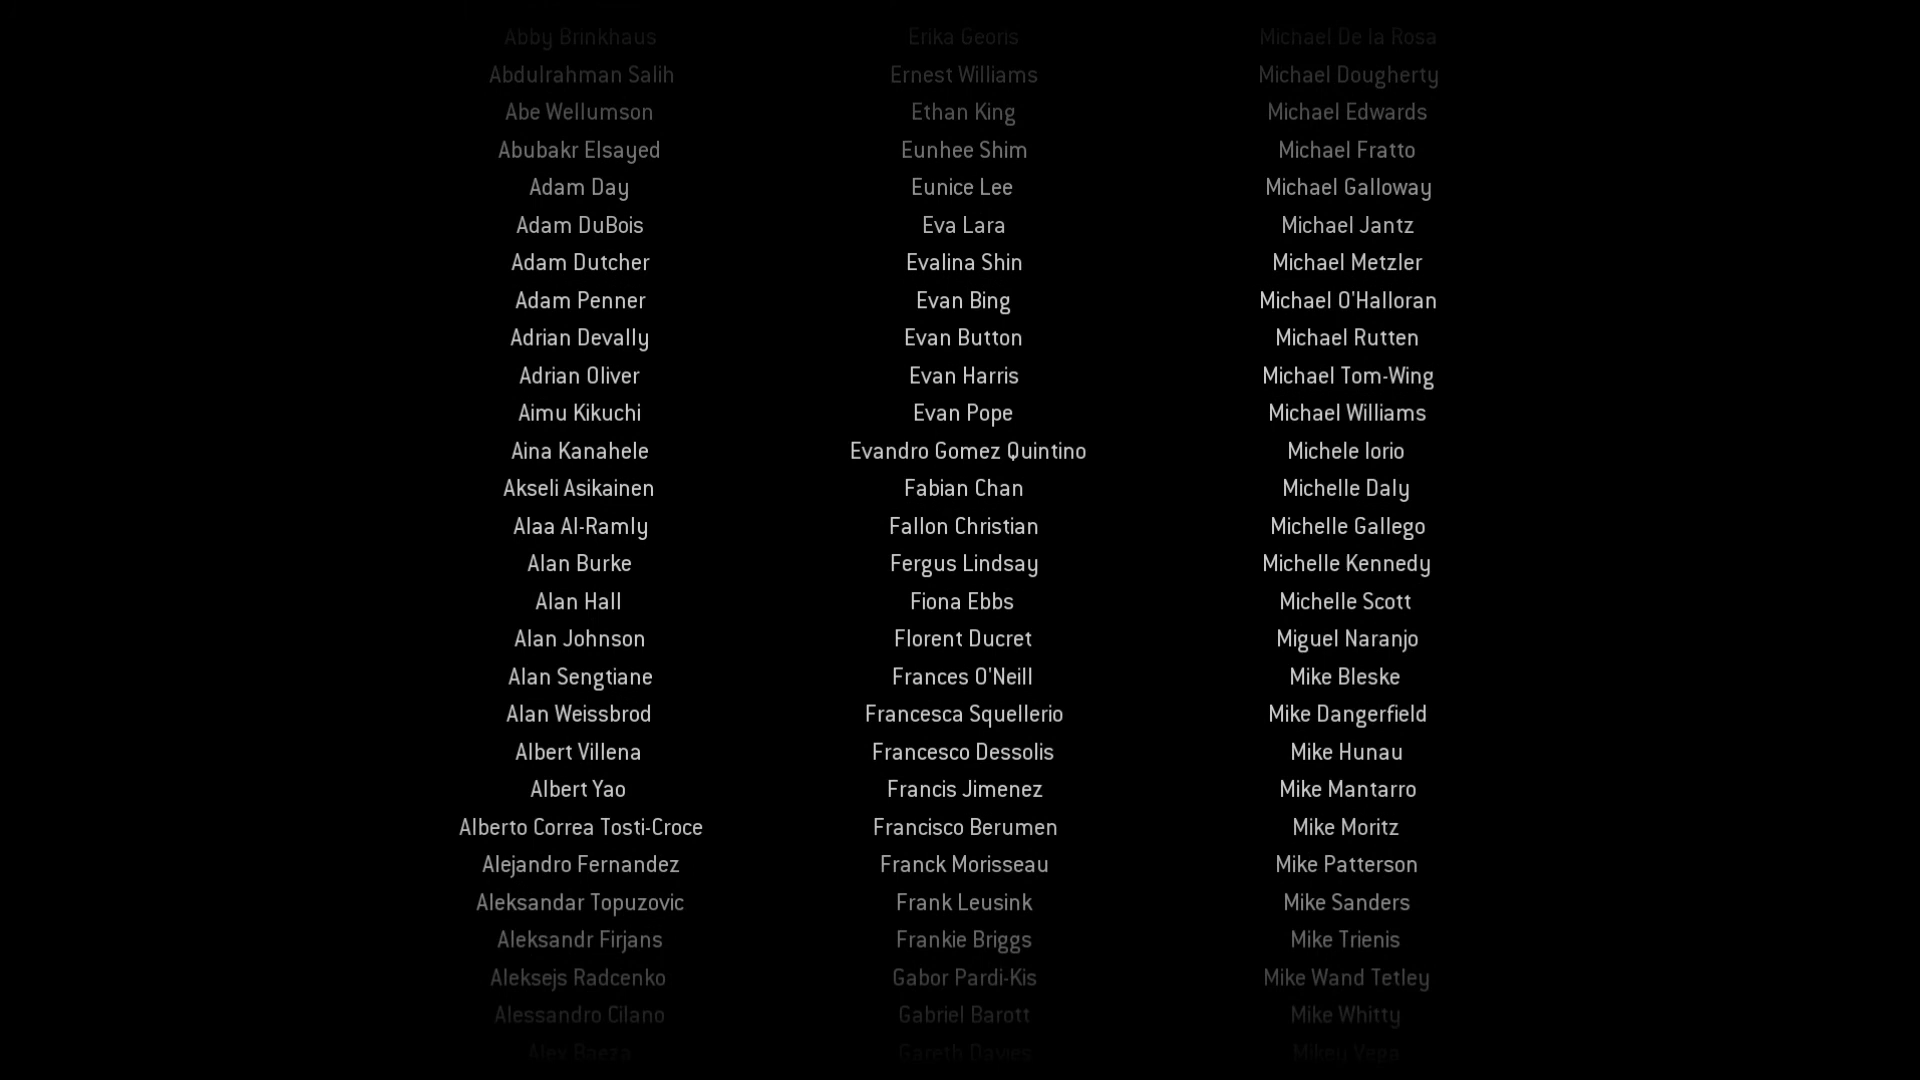 Abby Brinkhaus
Abdulrahman Salih
Abe Wellumson
Abubakr Elsayed
Adam Day
Adam DuBois
Adam Dutcher
Adam Penner
Adrian Devally
Adrian Oliver
Aimu Kikuchi
Aina Kanahele
Akseli Asikainen
Alaa Al-Ramly
Alan Burke
Alan Hall
Alan Johnson
Alan Sengtiane
Alan Weissbrod
Albert Villena
Albert Yao
Alberto Correa Tosti-Croce
Alejandro Fernandez
Aleksandar Topuzovic
Aleksandr Firjans
Aleksejs Radcenko
Alessandro Cilano
Alex Baeza
Erika Georis
Ernest Williams
Ethan King
Eunhee Shim
Eunice Lee
Eva Lara
Evalina Shin
Evan Bing
Evan Button
Evan Harris
Evan Pope
Evandro Gomez Quintino
Fabian Chan
Fallon Christian
Fergus Lindsay
Fiona Ebbs
Florent Ducret
Frances O'Neill
Francesca Squellerio
Francesco Dessolis
Francis Jimenez
Francisco Berumen
Franck Morisseau
Frank Leusink
Frankie Briggs
Gabor Pardi-Kis
Gabriel Barott
Gareth Davies
Michael De la Rosa
Michael Dougherty
Michael Edwards
Michael Fratto
Michael Galloway
Michael Jantz
Michael Metzler
Michael O'Halloran
Michael Rutten
Michael Tom-Wing
Michael Williams
Michele Iorio
Michelle Daly
Michelle Gallego
Michelle Kennedy
Michelle Scott
Miguel Naranjo
Mike Bleske
Mike Dangerfield
Mike Hunau
Mike Mantarro
Mike Moritz
Mike Patterson
Mike Sanders
Mike Trienis
Mike Wand Tetley
Mike Whitty
Mikey Vega